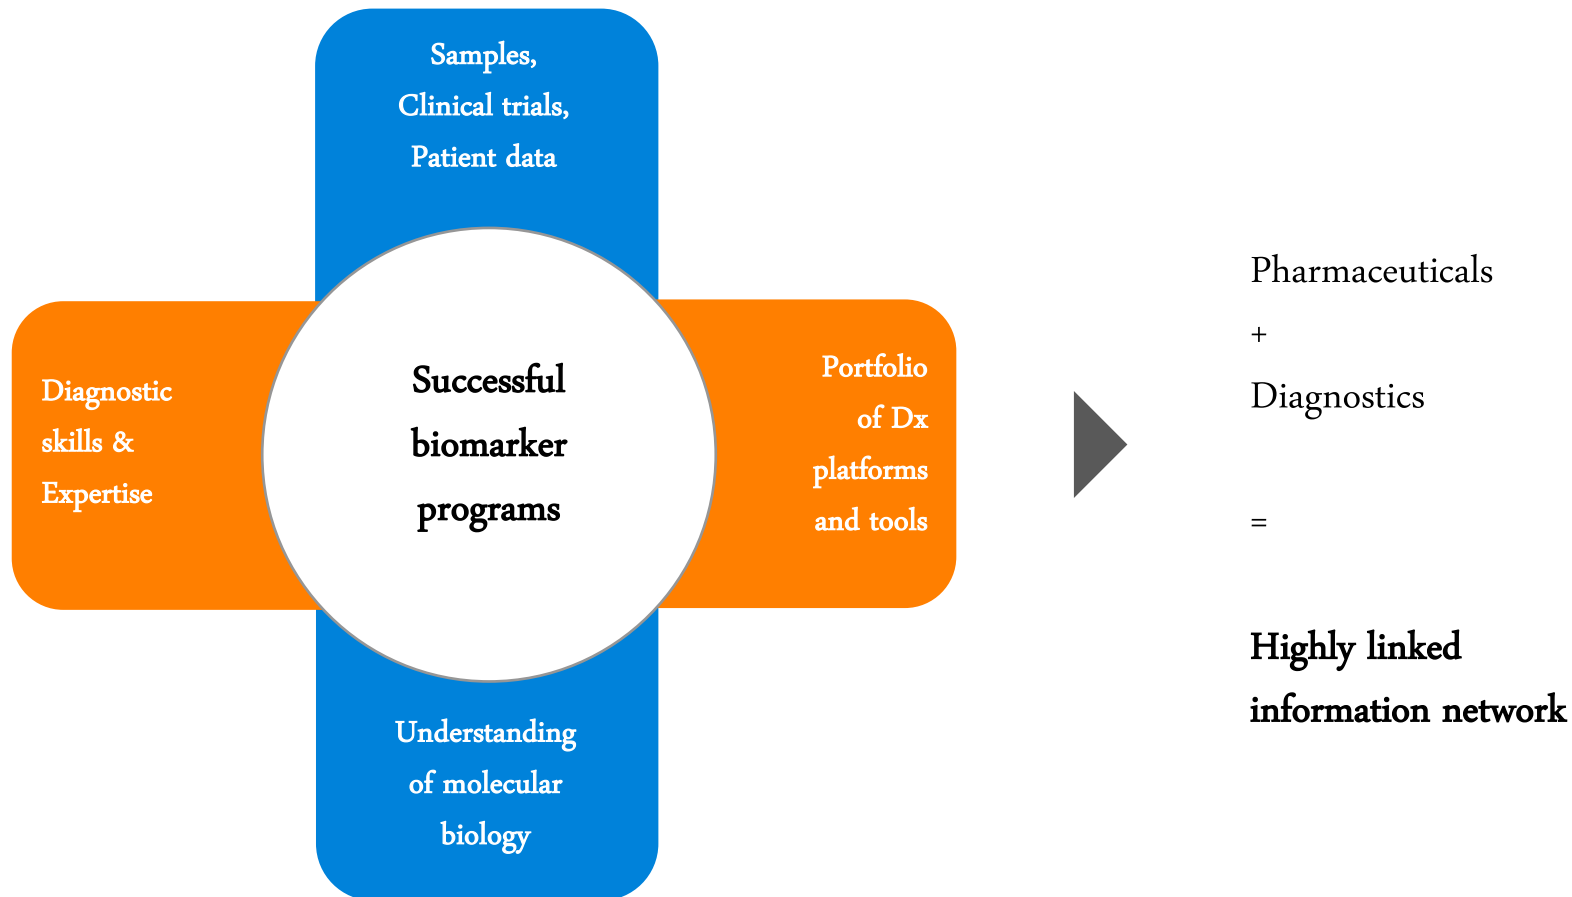 Samples,
Clinical trials,
Patient data
Diagnostic
skills &
Expertise
Successful
biomarker
programs
Portfolio
of Dx
platforms
and tools
Understanding
of molecular
biology
Pharmaceuticals
+
Diagnostics
=
Highly linked
information network